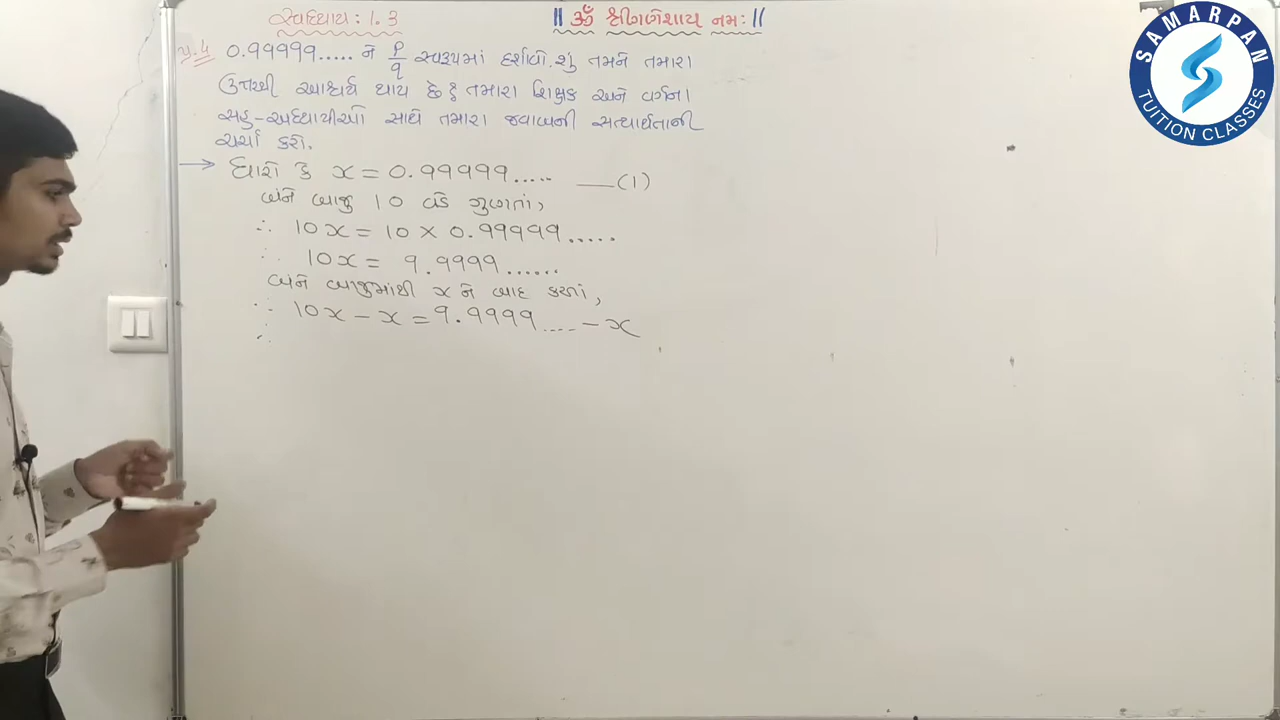 સ્વાધ્યાય : 1.3
|| ૐ શ્રીગણેશાય નમઃ ||
પ્ર.4 0.99999..... ને p/q સ્વરૂપમાં દર્શાવો. શું તમને તમારા
ઉત્તરથી આશ્ચર્ય થાય છે? તમારા શિક્ષક અને વર્ગના
સહ-અધ્યાયીઓ સાથે તમારા જવાબની સત્યાર્થતાની
ચર્ચા કરો.
→ ધારો કે x = 0.99999..... —(1)
બંને બાજુ 10 વડે ગુણતાં,
∴ 10x = 10 × 0.99999.....
∴ 10x = 9.9999......
બંને બાજુમાંથી x ને બાદ કરતાં,
∴ 10x - x = 9.9999.... - x
∴
SAMARPAN
TUITION CLASSES